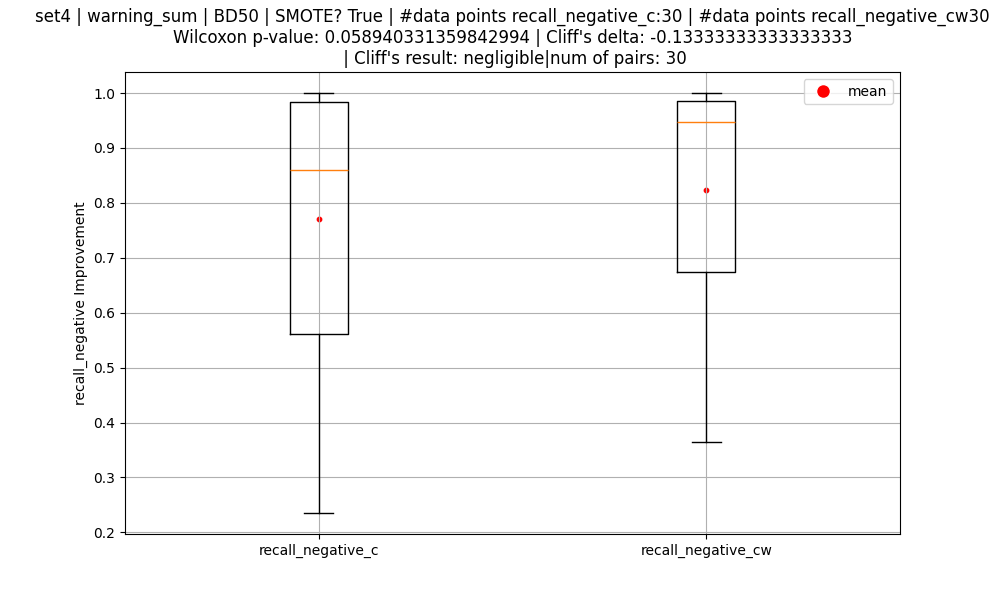 set4 | warning_sum | BD50 | SMOTE? True | #data points recall_negative_c:30 | #data points recall_negative_cw30
Wilcoxon p-value: 0.058940331359842994 | Cliff's delta: -0.13333333333333333
| Cliff's result: negligible|num of pairs: 30
mean
1.0
0.9
0.8
0.7
0.6
0.5
0.4
0.3
0.2
recall_negative Improvement
recall_negative_c
recall_negative_cw